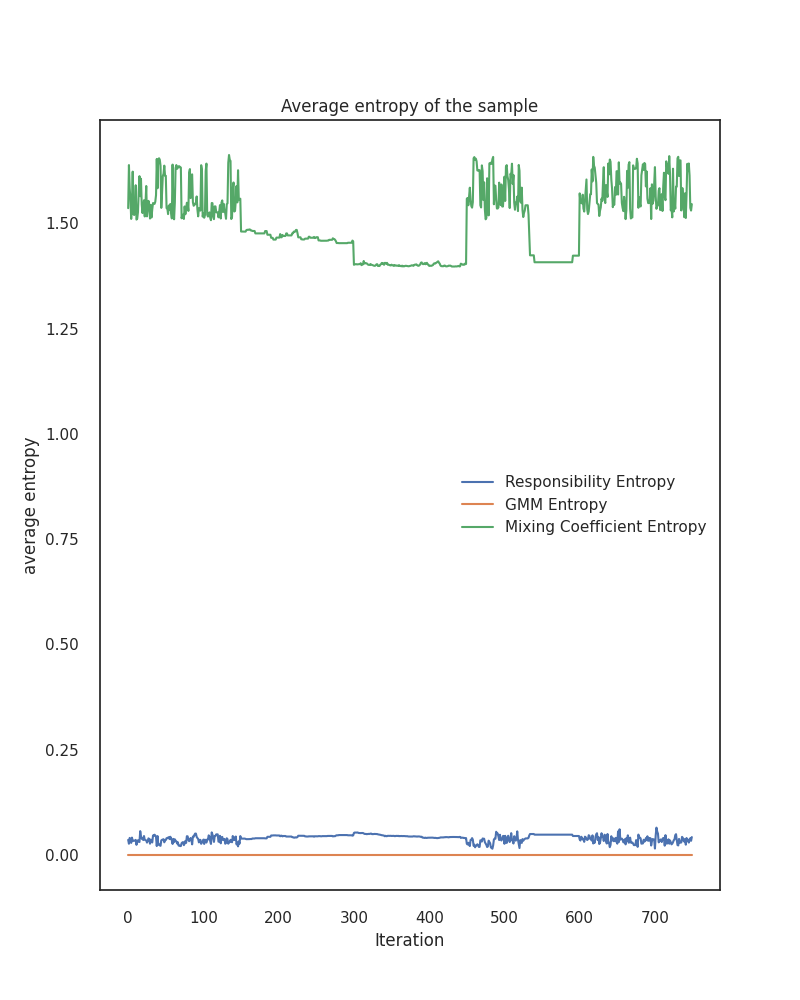 Average entropy of the sample
1.50
1.25
1.00
0.75
0.50
0.25
0.00
average entropy
Responsibility Entropy
GMM Entropy
Mixing Coefficient Entropy
0 100 200 300 400 500 600 700
Iteration